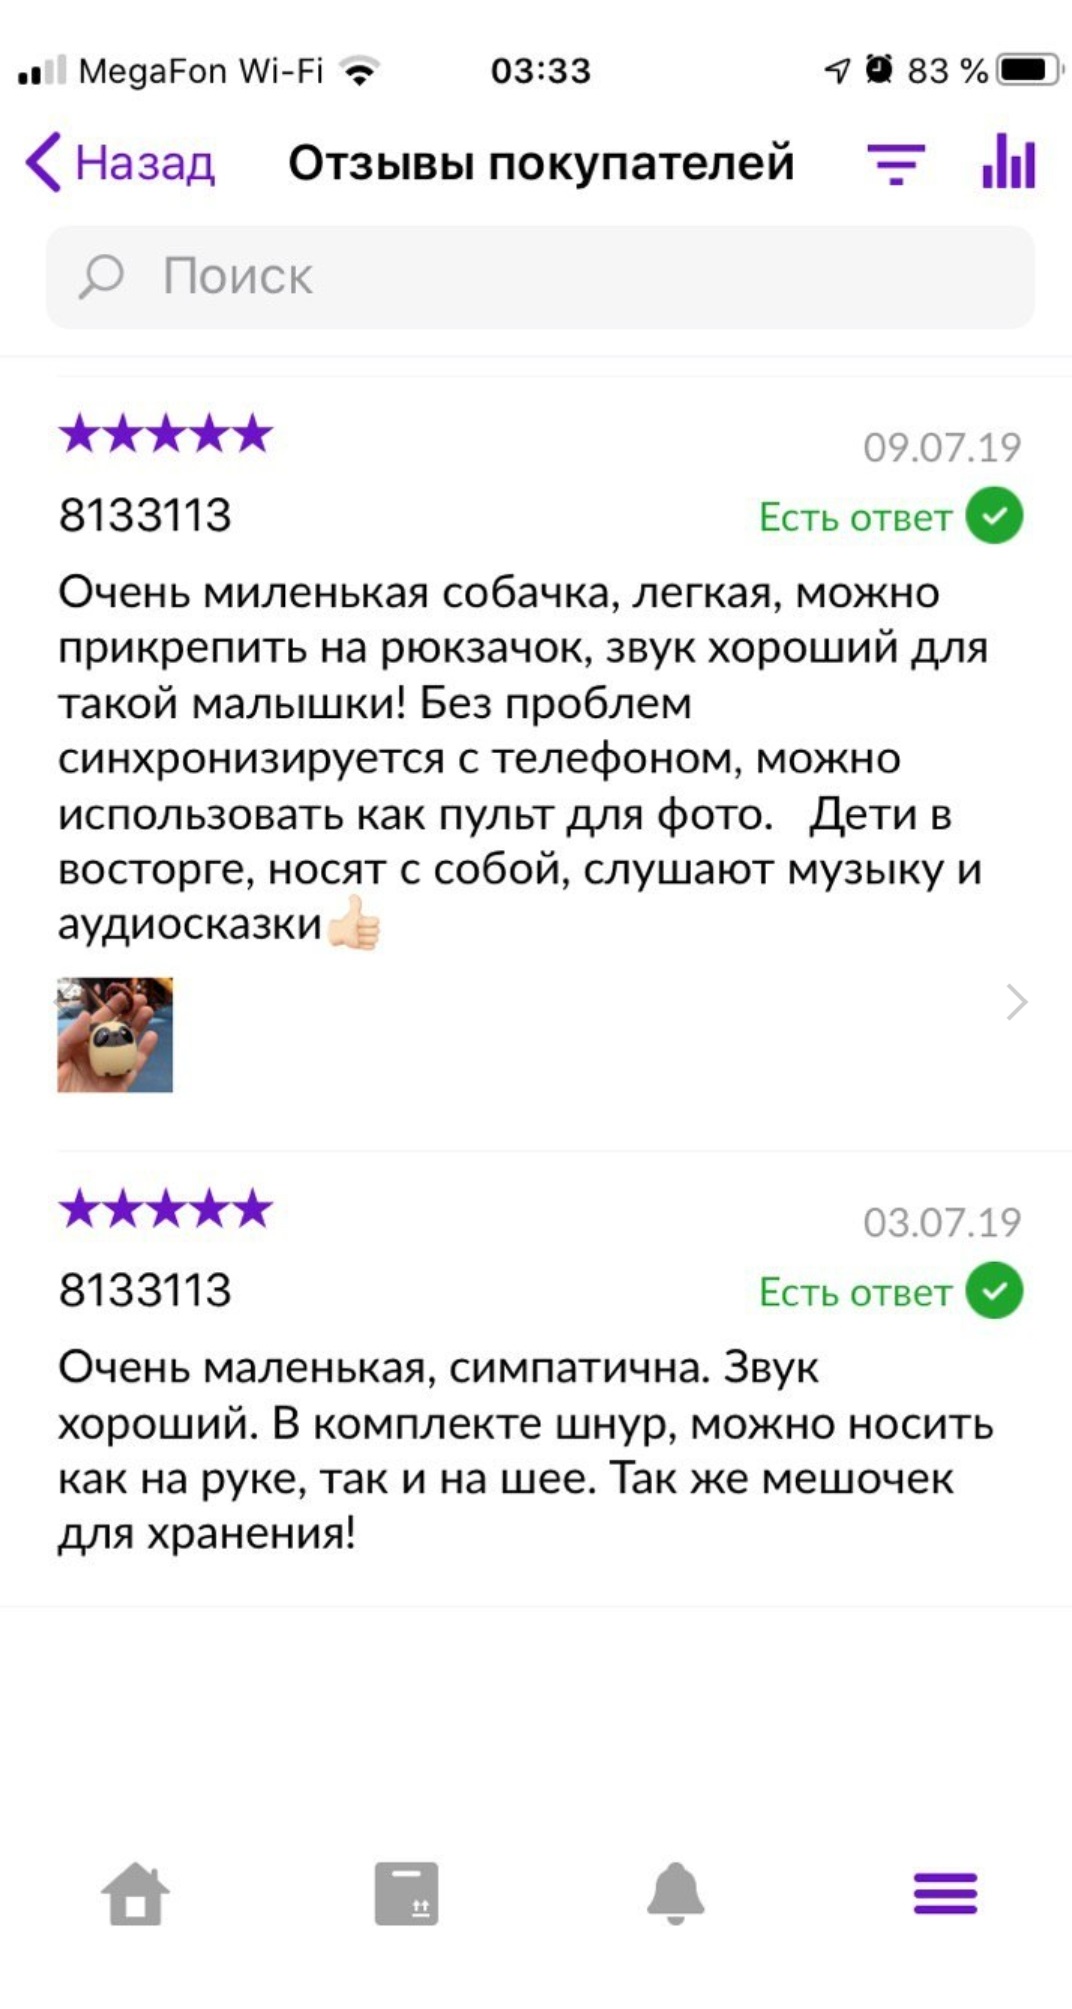 MegaFon Wi-Fi 03:33 83 %
Назад Отзывы покупателей
Поиск
09.07.19
8133113 Есть ответ
Очень миленькая собачка, легкая, можно
прикрепить на рюкзачок, звук хороший для
такой малышки! Без проблем
синхронизируется с телефоном, можно
использовать как пульт для фото.   Дети в
восторге, носят с собой, слушают музыку и
аудиосказки👍🏻
03.07.19
8133113 Есть ответ
Очень маленькая, симпатична. Звук
хороший. В комплекте шнур, можно носить
как на руке, так и на шее. Так же мешочек
для хранения!